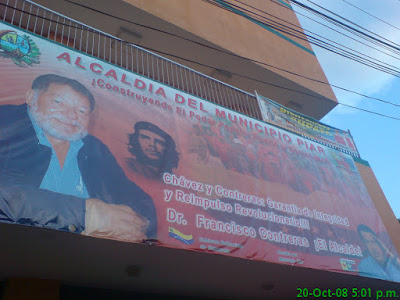 ALCALDIA DEL MUNICIPIO PIAR
¡Construyendo El Pode
Chávez y Contreras: Garantía de Integridad
y Reimpulso Revolucionario!!!
Dr. Francisco Contreras ¡El Alcalde!
20-Oct-08 5:01 p.m.